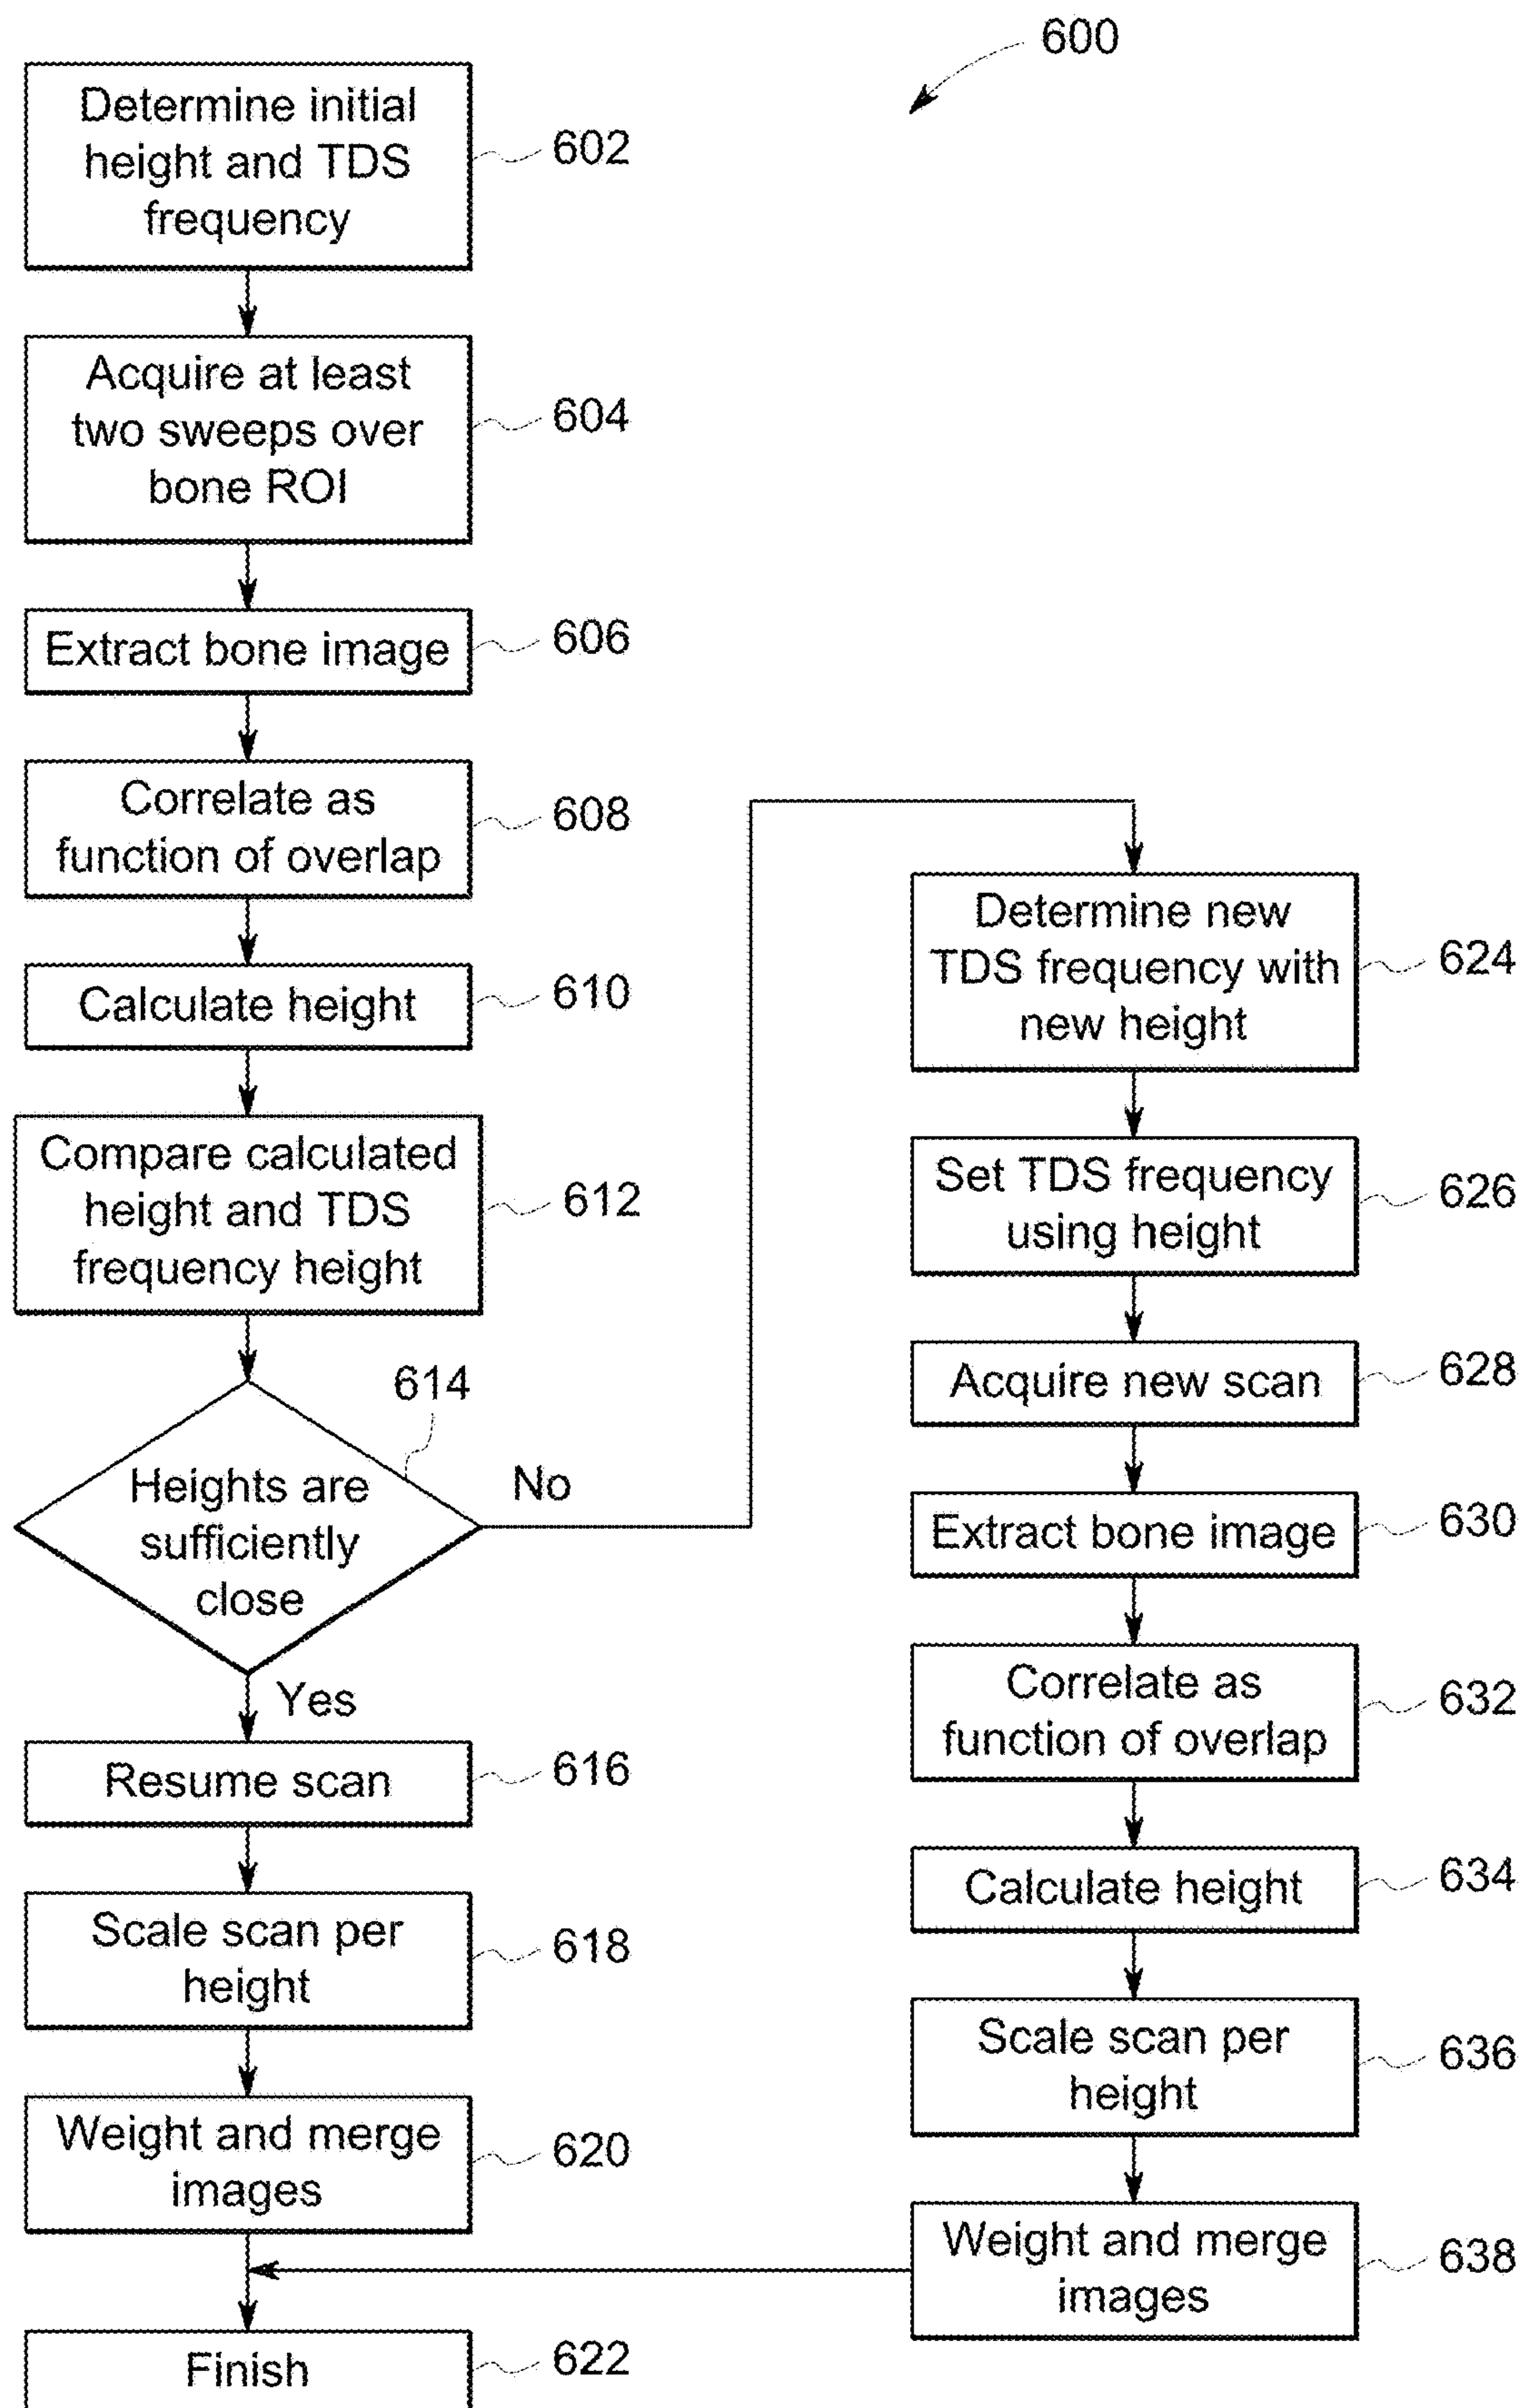 600
Determine initial
height and TDS
frequency
602
Acquire at least
two sweeps over
bone ROI
604
Extract bone image
606
Correlate as
function of overlap
608
Calculate height
610
Compare calculated
height and TDS
frequency height
612
614
Heights are
sufficiently
close
No
Yes
Resume scan
616
Scale scan per
height
618
Weight and merge
images
620
Finish
622
Determine new
TDS frequency with
new height
624
Set TDS frequency
using height
626
Acquire new scan
628
Extract bone image
630
Correlate as
function of overlap
632
Calculate height
634
Scale scan per
height
636
Weight and merge
images
638